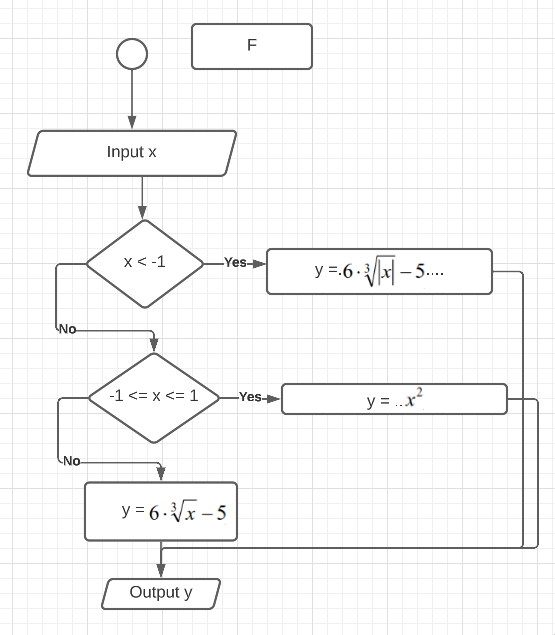 F
Input x
x < -1
Yes
y =.6·∛|x| − 5....
No
-1 <= x <= 1
Yes
y = ..x²
No
y = 6·∛x − 5
Output y